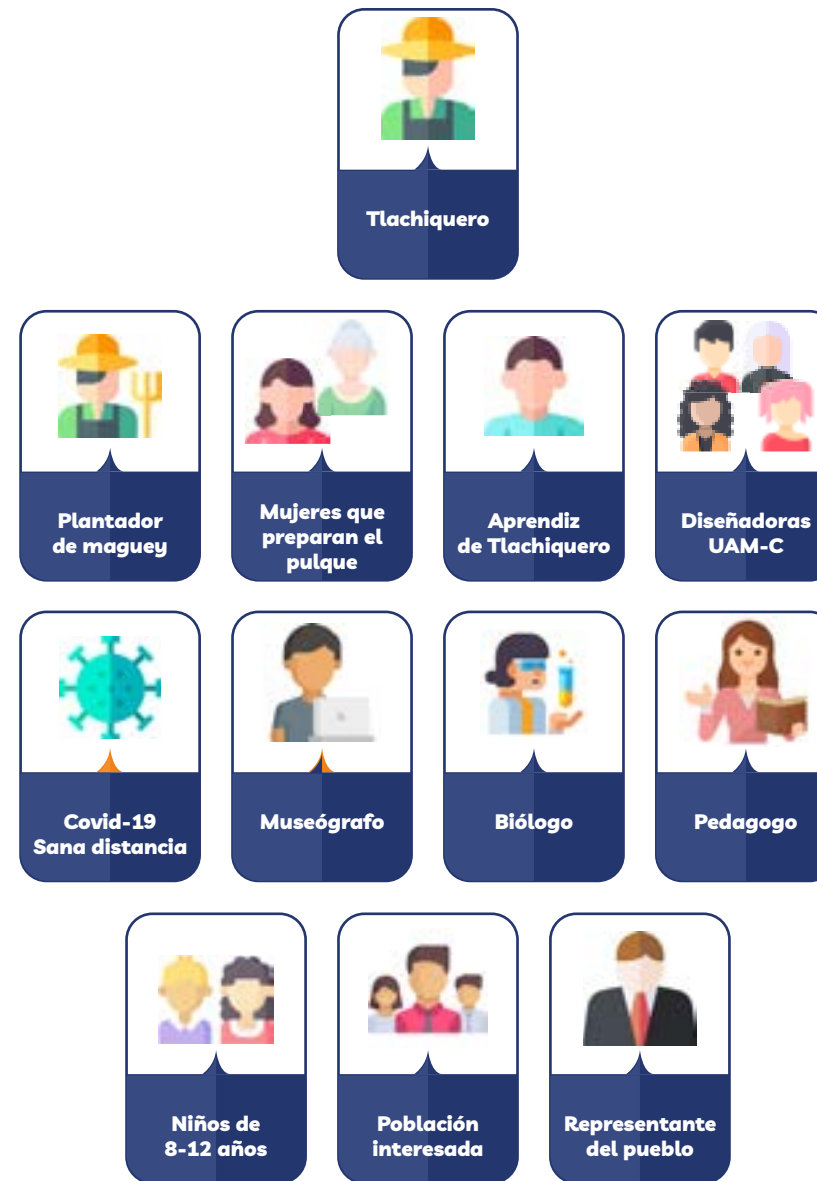 Tlachiquero
Plantador
de maguey
Mujeres que
preparan el
pulque
Aprendiz
de Tlachiquero
Diseñadoras
UAM-C
Covid-19
Sana distancia
Museógrafo
Biólogo
Pedagogo
Niños de
8-12 años
Población
interesada
Representante
del pueblo